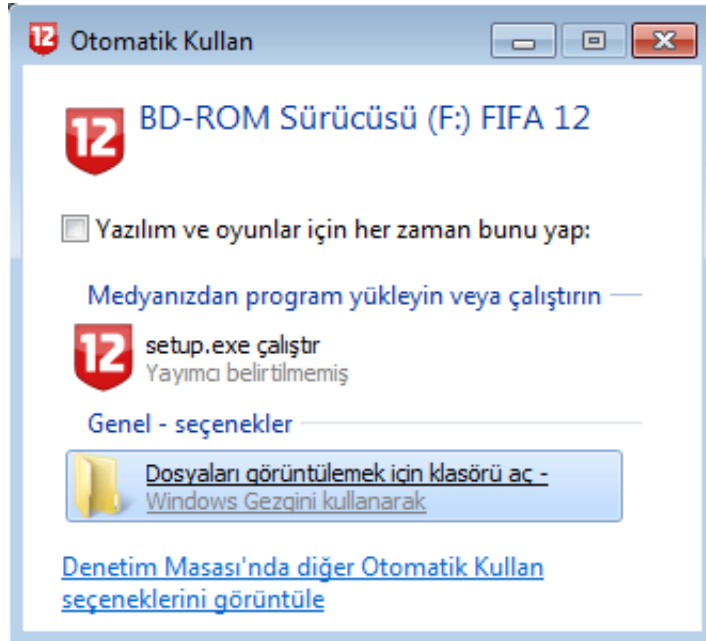 12 Otomatik Kullan
12 BD-ROM Sürücüsü (F:) FIFA 12
Yazılım ve oyunlar için her zaman bunu yap:
Medyanızdan program yükleyin veya çalıştırın
12 setup.exe çalıştır
Yayımcı belirtilmemiş
Genel - seçenekler
Dosyaları görüntülemek için klasörü aç -
Windows Gezgini kullanarak
Denetim Masası'nda diğer Otomatik Kullan
seçeneklerini görüntüle